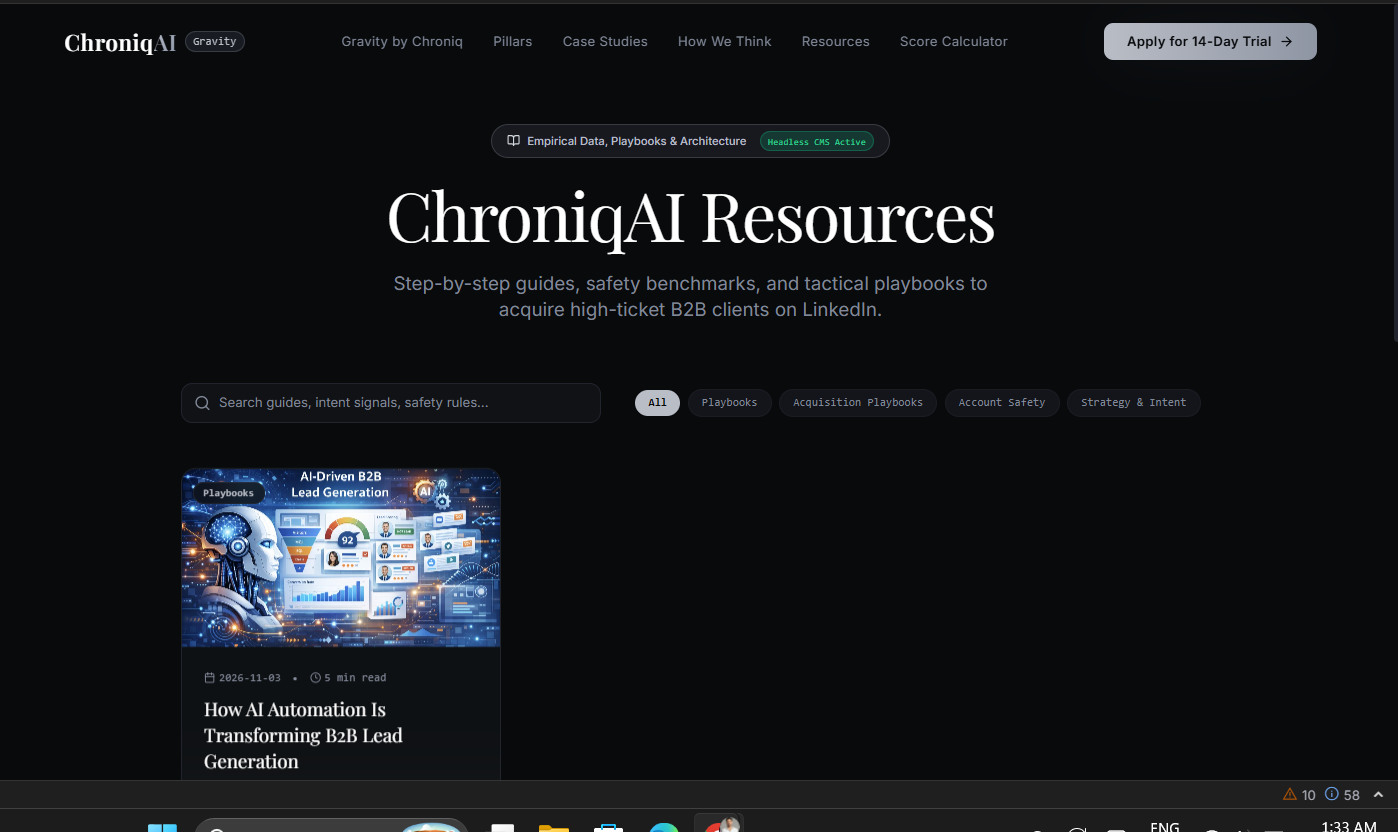 ChroniqAI Gravity
Gravity by Chroniq Pillars Case Studies How We Think Resources Score Calculator
Apply for 14-Day Trial →
Empirical Data, Playbooks & Architecture Headless CMS Active
ChroniqAI Resources
Step-by-step guides, safety benchmarks, and tactical playbooks to
acquire high-ticket B2B clients on LinkedIn.
Search guides, intent signals, safety rules...
All Playbooks Acquisition Playbooks Account Safety Strategy & Intent
Playbooks
AI-Driven B2B
Lead Generation
AI
92
2026-11-03 • 5 min read
How AI Automation Is
Transforming B2B Lead
Generation
10 58
ENG
1:33 AM